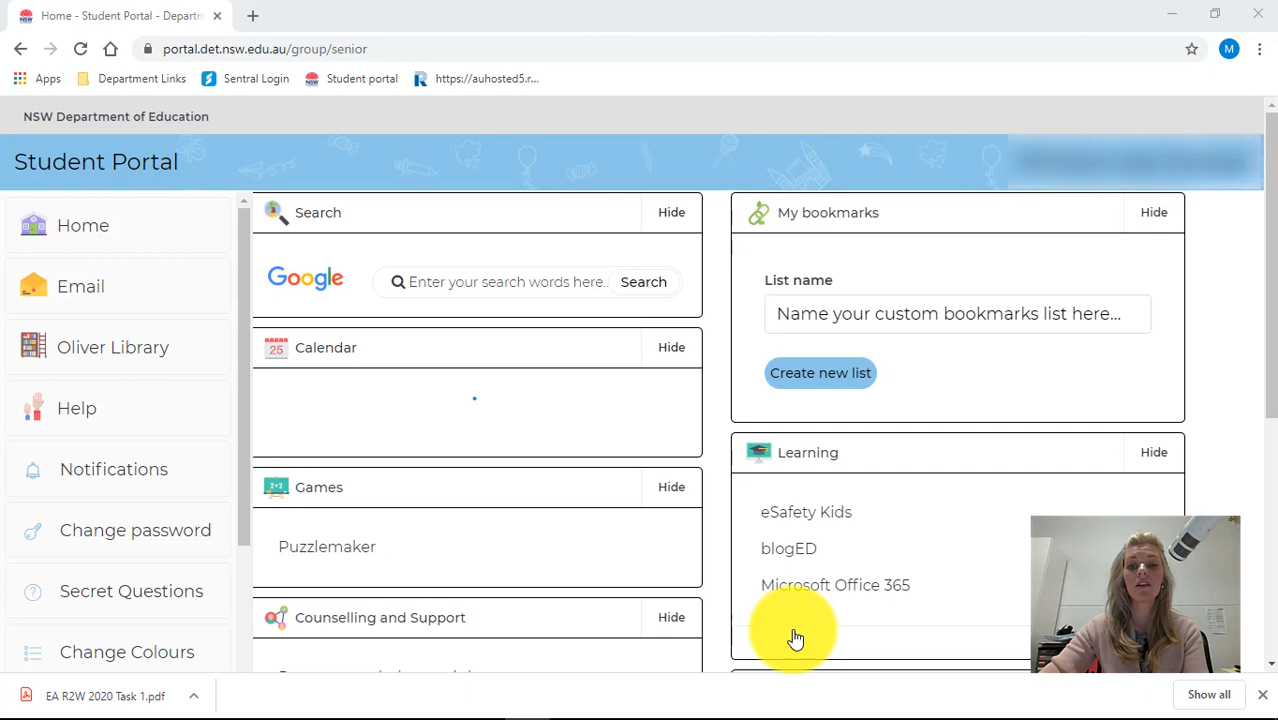 Home - Student Portal - Departm
portal.det.nsw.edu.au/group/senior
M
Apps
Department Links
Sentral Login
Student portal
https://auhosted5.r...
NSW Department of Education
Student Portal
Home
Email
Oliver Library
Help
Notifications
Change password
Secret Questions
Change Colours
Search
Hide
Google
Enter your search words here..
Search
25
Calendar
Hide
2×2
Games
Hide
Puzzlemaker
Counselling and Support
Hide
My bookmarks
Hide
List name
Name your custom bookmarks list here...
Create new list
Learning
Hide
eSafety Kids
blogED
Microsoft Office 365
EA R2W 2020 Task 1.pdf
Show all